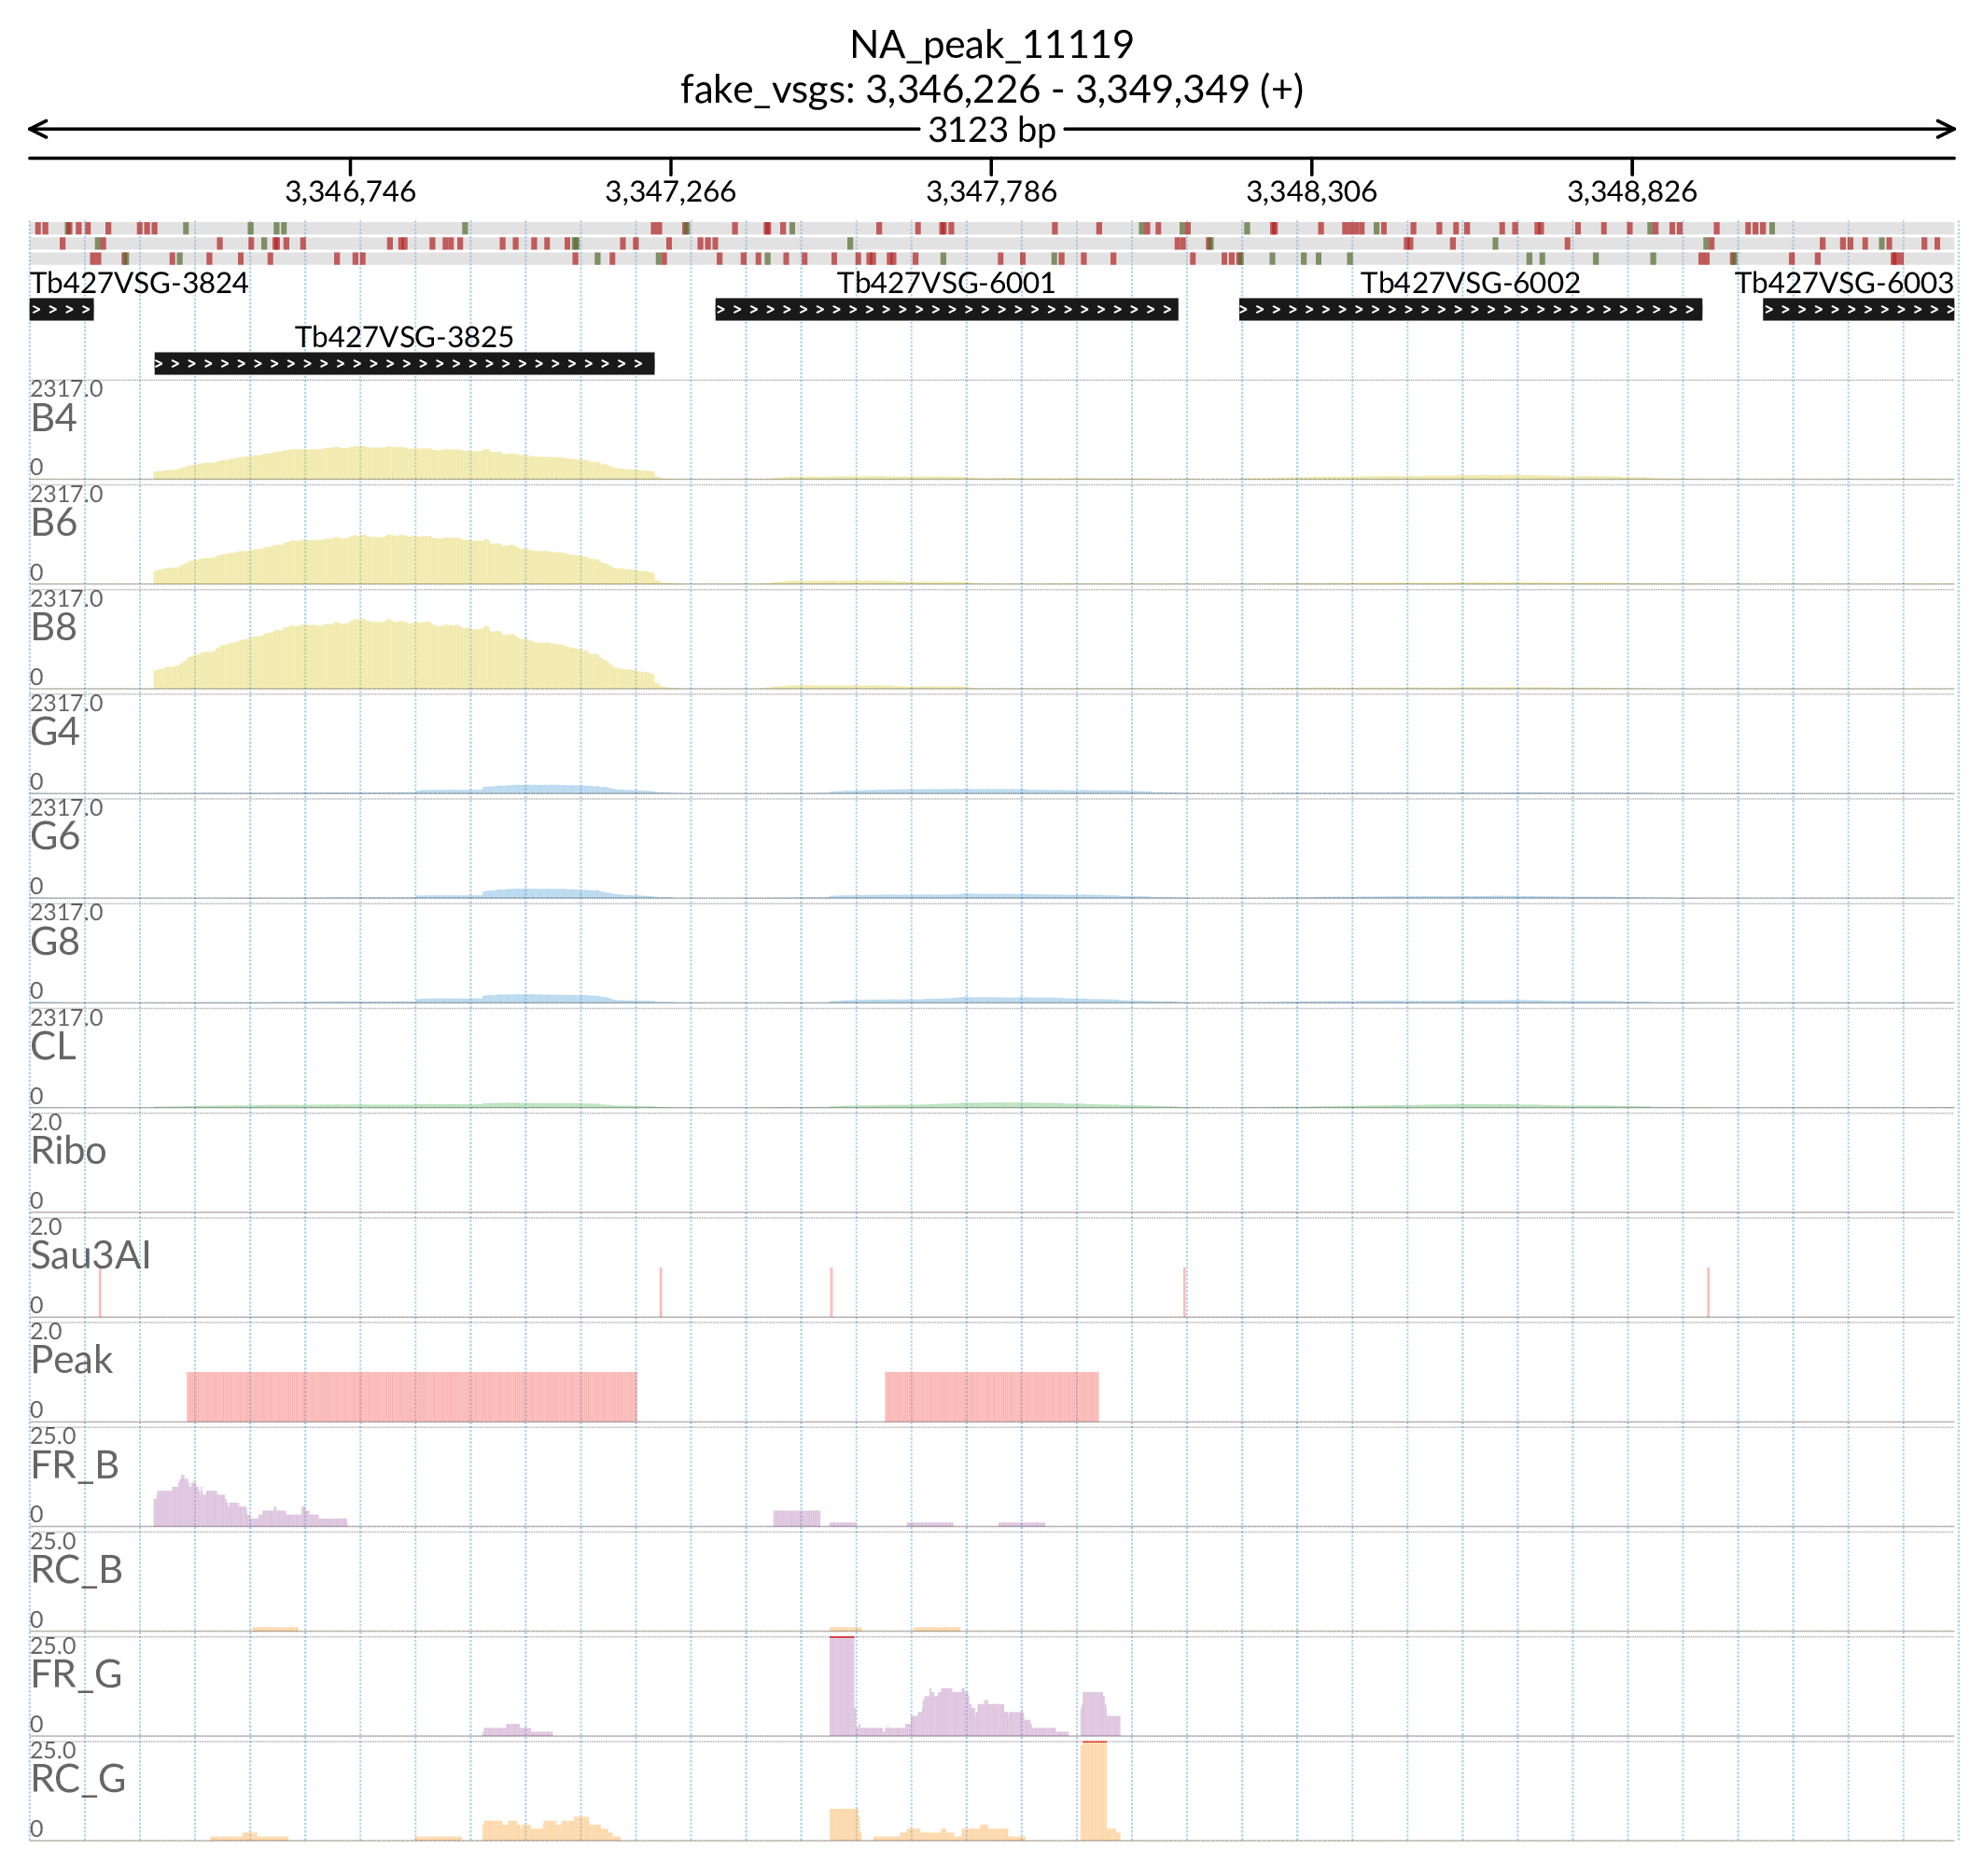 NA_peak_11119
fake_vsgs: 3,346,226 - 3,349,349 (+)
3123 bp
3,346,746 3,347,266 3,347,786 3,348,306 3,348,826
Tb427VSG-3824 Tb427VSG-6001 Tb427VSG-6002 Tb427VSG-6003
Tb427VSG-3825
2317.0
B4
0
2317.0
B6
0
2317.0
B8
0
2317.0
G4
0
2317.0
G6
0
2317.0
G8
0
2317.0
CL
0
2.0
Ribo
0
2.0
Sau3AI
0
2.0
Peak
0
25.0
FR_B
0
25.0
RC_B
0
25.0
FR_G
0
25.0
RC_G
0